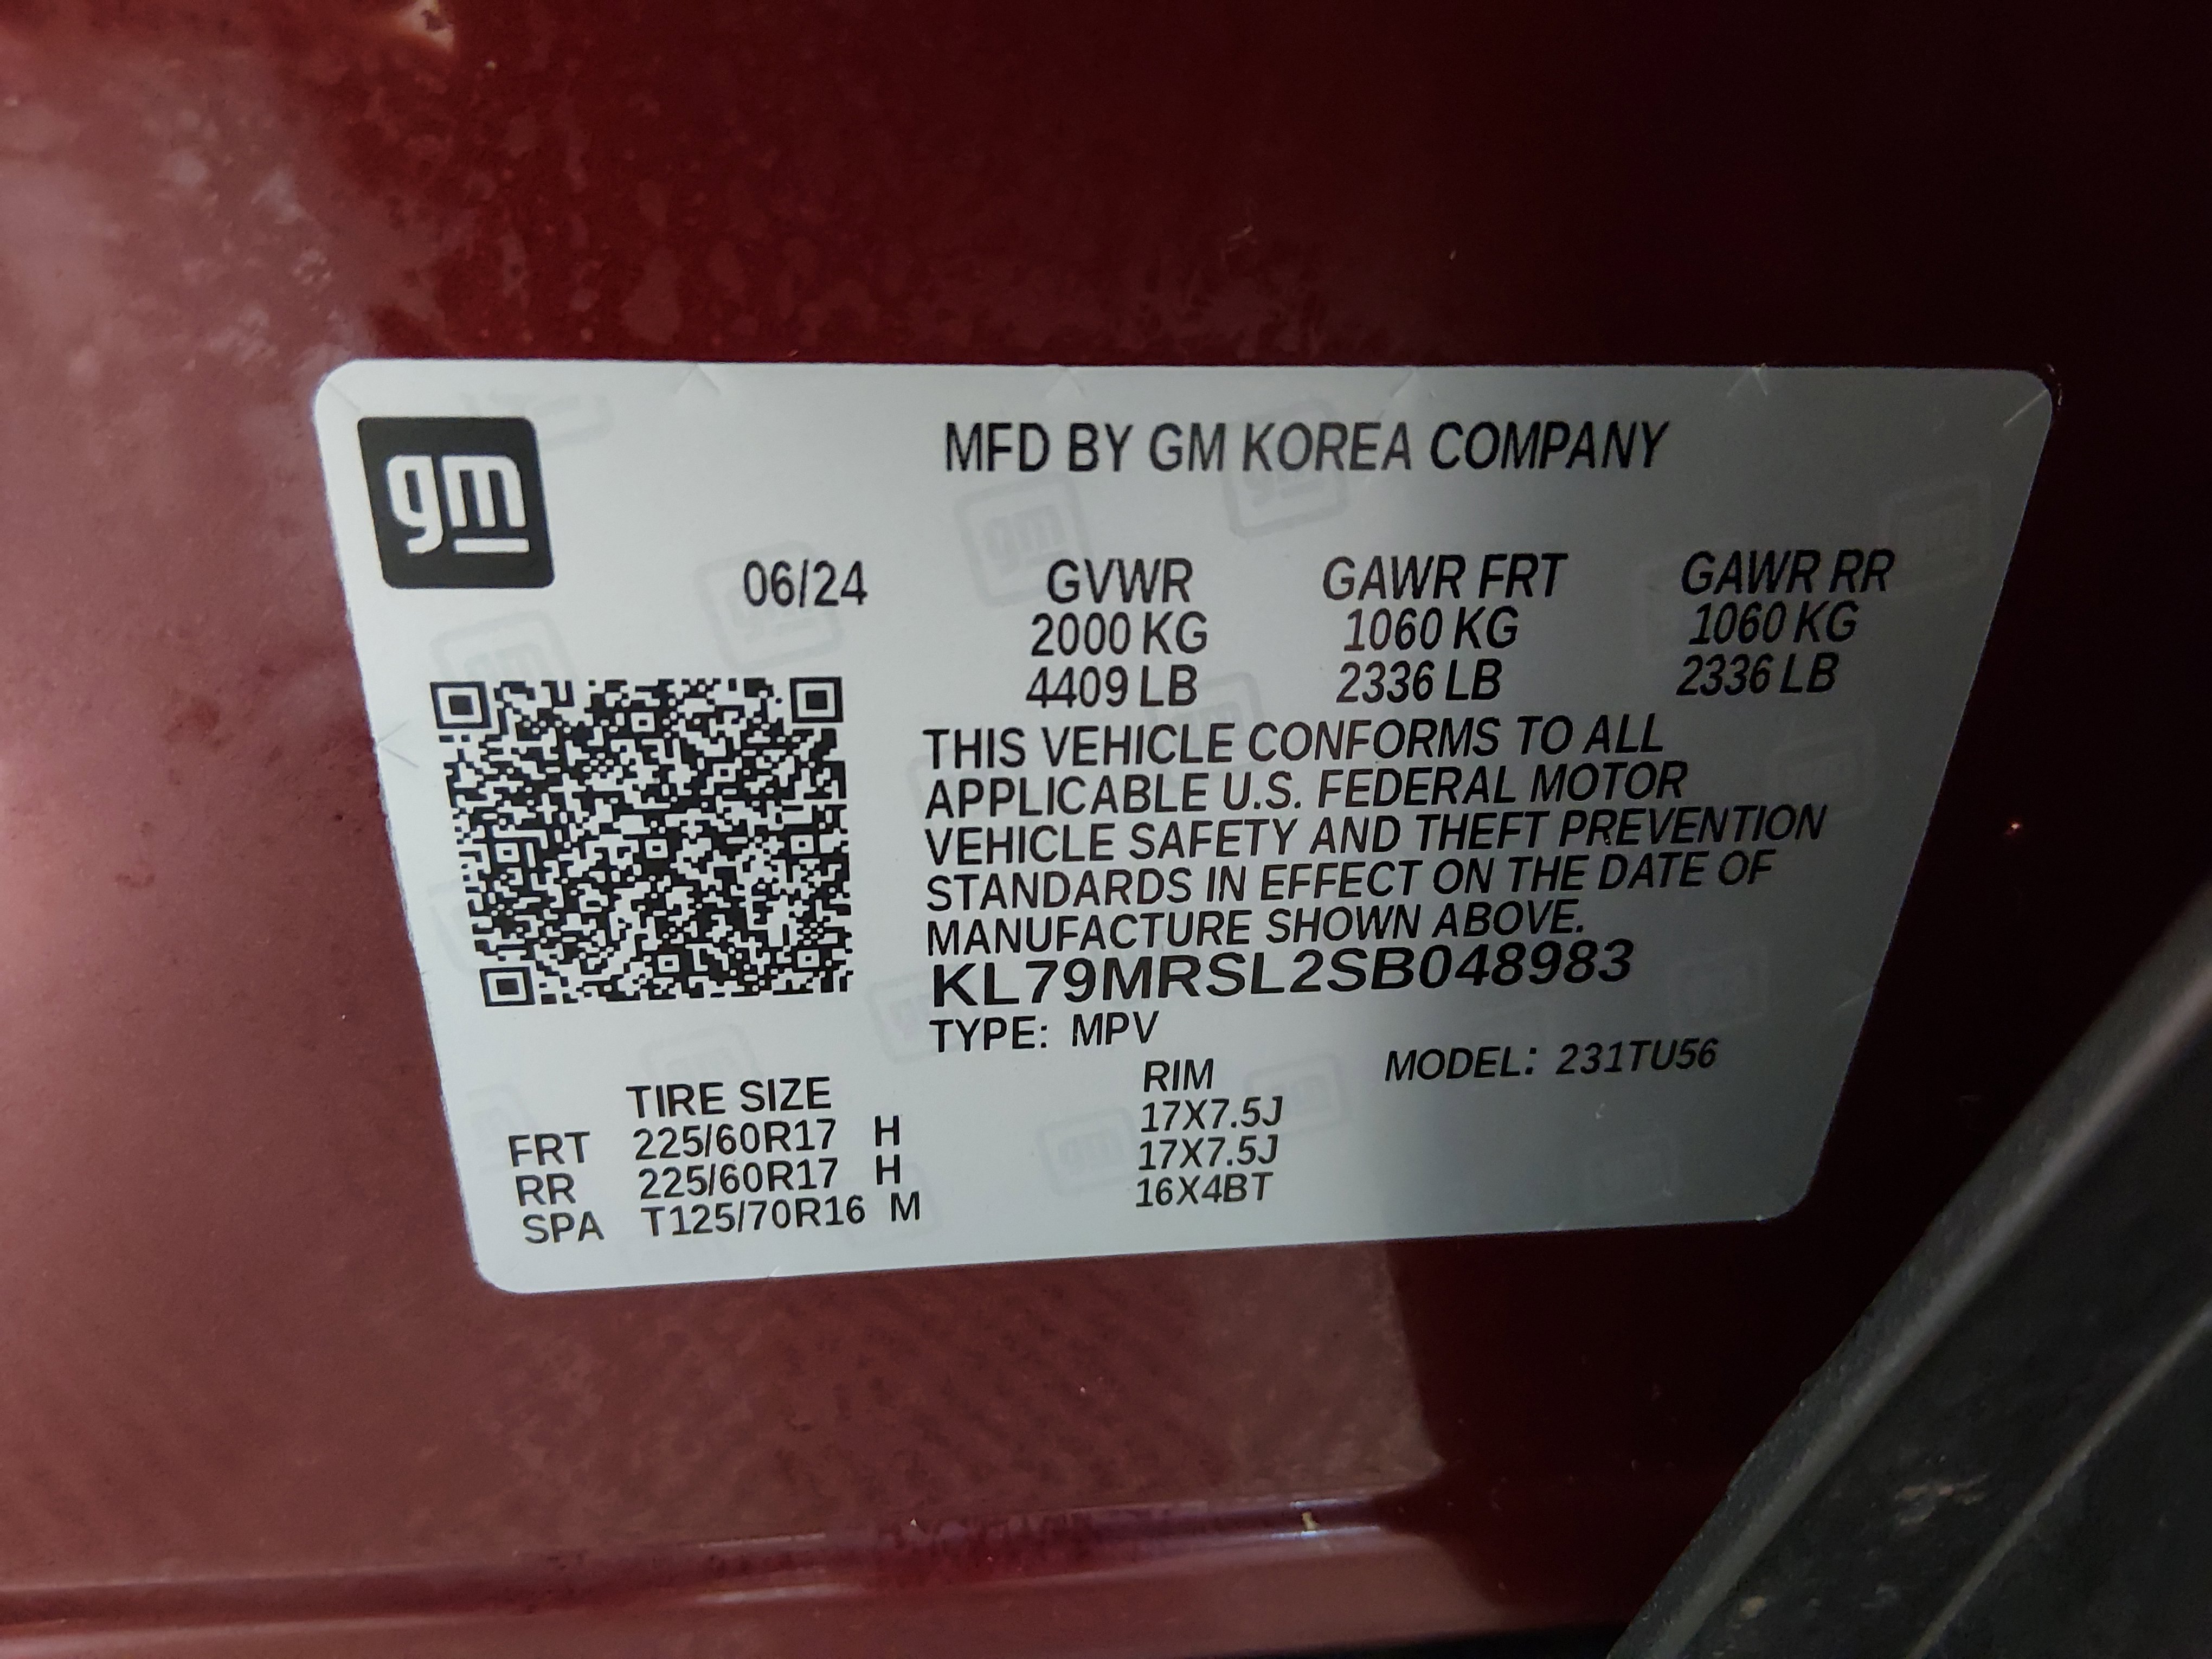 gm
MFD BY GM KOREA COMPANY
06/24 GVWR GAWR FRT GAWR RR
2000 KG 1060 KG 1060 KG
4409 LB 2336 LB 2336 LB
THIS VEHICLE CONFORMS TO ALL
APPLICABLE U.S. FEDERAL MOTOR
VEHICLE SAFETY AND THEFT PREVENTION
STANDARDS IN EFFECT ON THE DATE OF
MANUFACTURE SHOWN ABOVE.
KL79MRSL2SB048983
TYPE: MPV
MODEL: 231TU56
TIRE SIZE RIM
FRT 225/60R17 H 17X7.5J
RR 225/60R17 H 17X7.5J
SPA T125/70R16 M 16X4BT